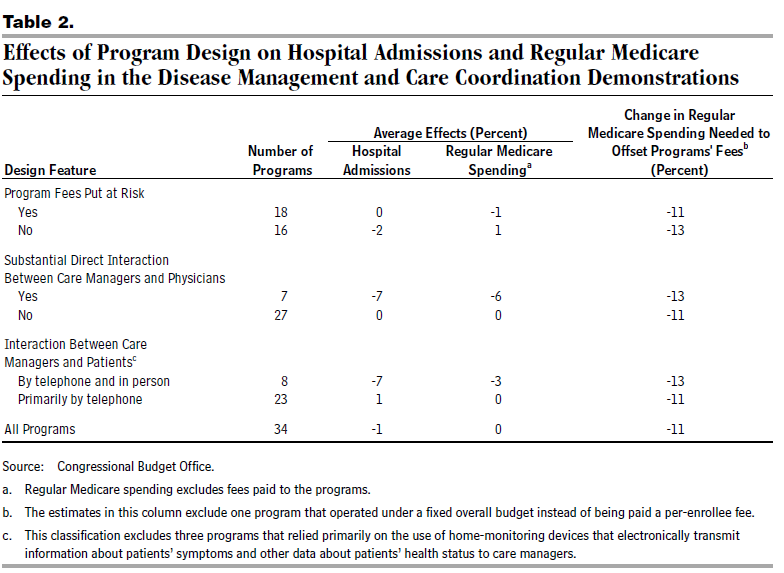 Table 2.
Effects of Program Design on Hospital Admissions and Regular Medicare
Spending in the Disease Management and Care Coordination Demonstrations
Change in Regular
Average Effects (Percent) Medicare Spending Needed to
Number of Hospital Regular Medicare Offset Programs' Feesᵇ
Design Feature Programs Admissions Spendingᵃ (Percent)
Program Fees Put at Risk
Yes 18 0 -1 -11
No 16 -2 1 -13
Substantial Direct Interaction
Between Care Managers and Physicians
Yes 7 -7 -6 -13
No 27 0 0 -11
Interaction Between Care
Managers and Patientsᶜ
By telephone and in person 8 -7 -3 -13
Primarily by telephone 23 1 0 -11
All Programs 34 -1 0 -11
Source: Congressional Budget Office.
a. Regular Medicare spending excludes fees paid to the programs.
b. The estimates in this column exclude one program that operated under a fixed overall budget instead of being paid a per-enrollee fee.
c. This classification excludes three programs that relied primarily on the use of home-monitoring devices that electronically transmit
information about patients' symptoms and other data about patients' health status to care managers.